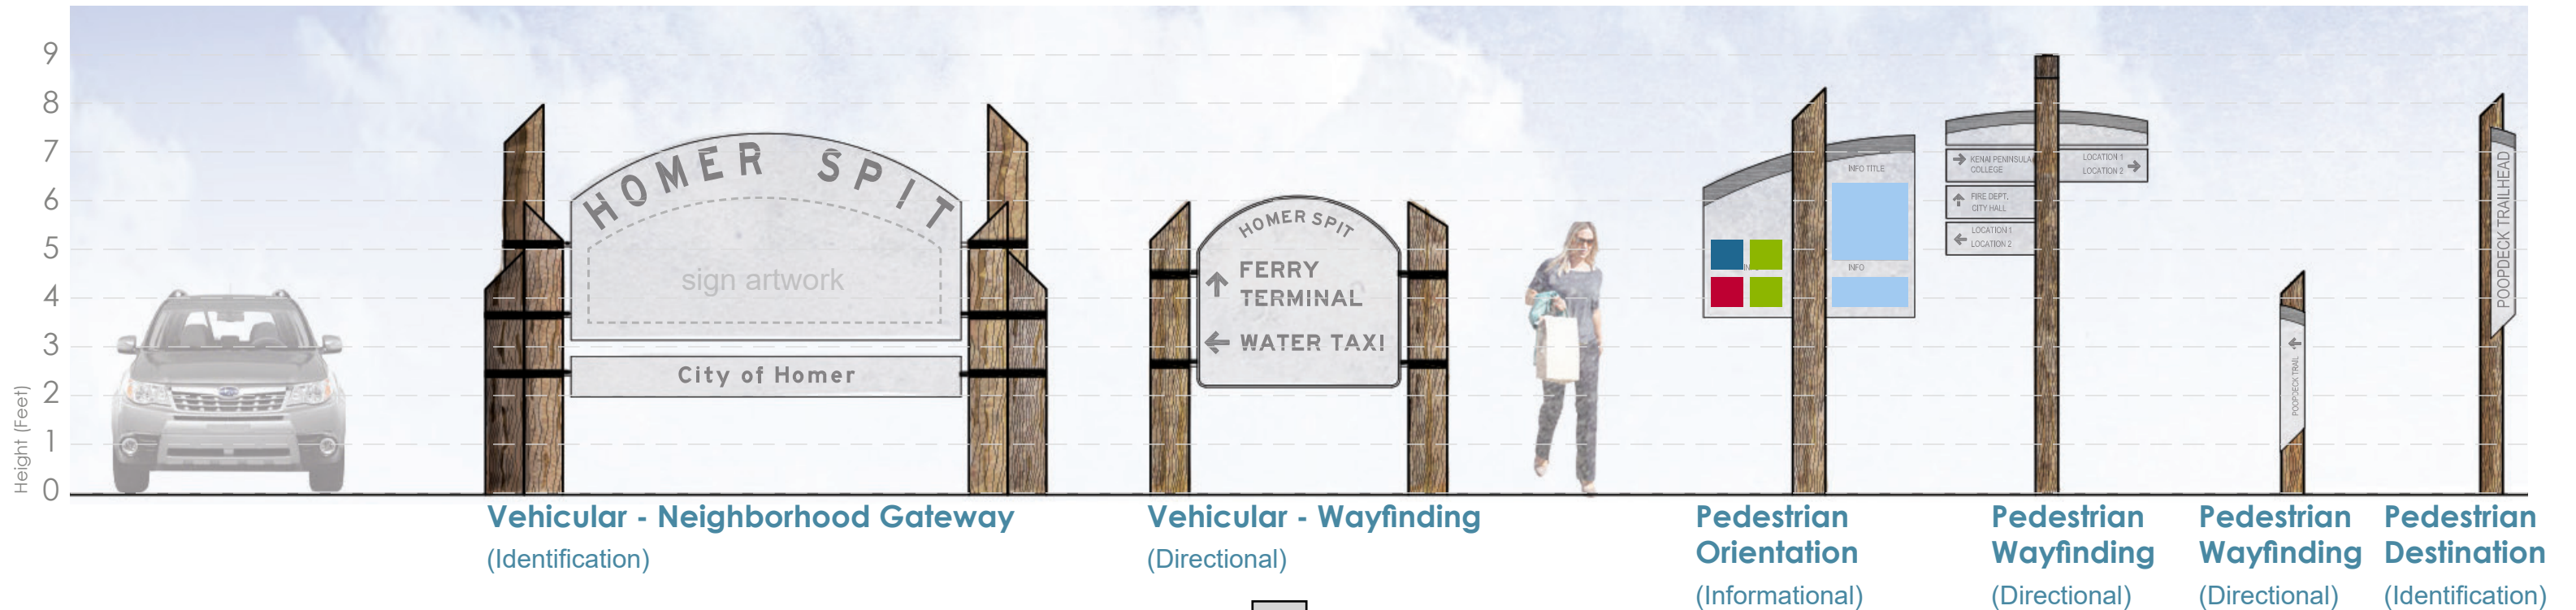 9
8
7
6
5
4
3
2
1
0
Height (Feet)
HOMER SPIT
sign artwork
City of Homer
HOMER SPIT
↑ FERRY
TERMINAL
← WATER TAXI
INFO TITLE
INFO
→ KENAI PENINSULA
COLLEGE
↑ FIRE DEPT,
CITY HALL
← LOCATION 1
LOCATION 2
LOCATION 1
LOCATION 2 →
POOPDECK TRAIL
POOPDECK TRAILHEAD
Vehicular - Neighborhood Gateway
(Identification)
Vehicular - Wayfinding
(Directional)
Pedestrian
Orientation
(Informational)
Pedestrian
Wayfinding
(Directional)
Pedestrian
Wayfinding
(Directional)
Pedestrian
Destination
(Identification)